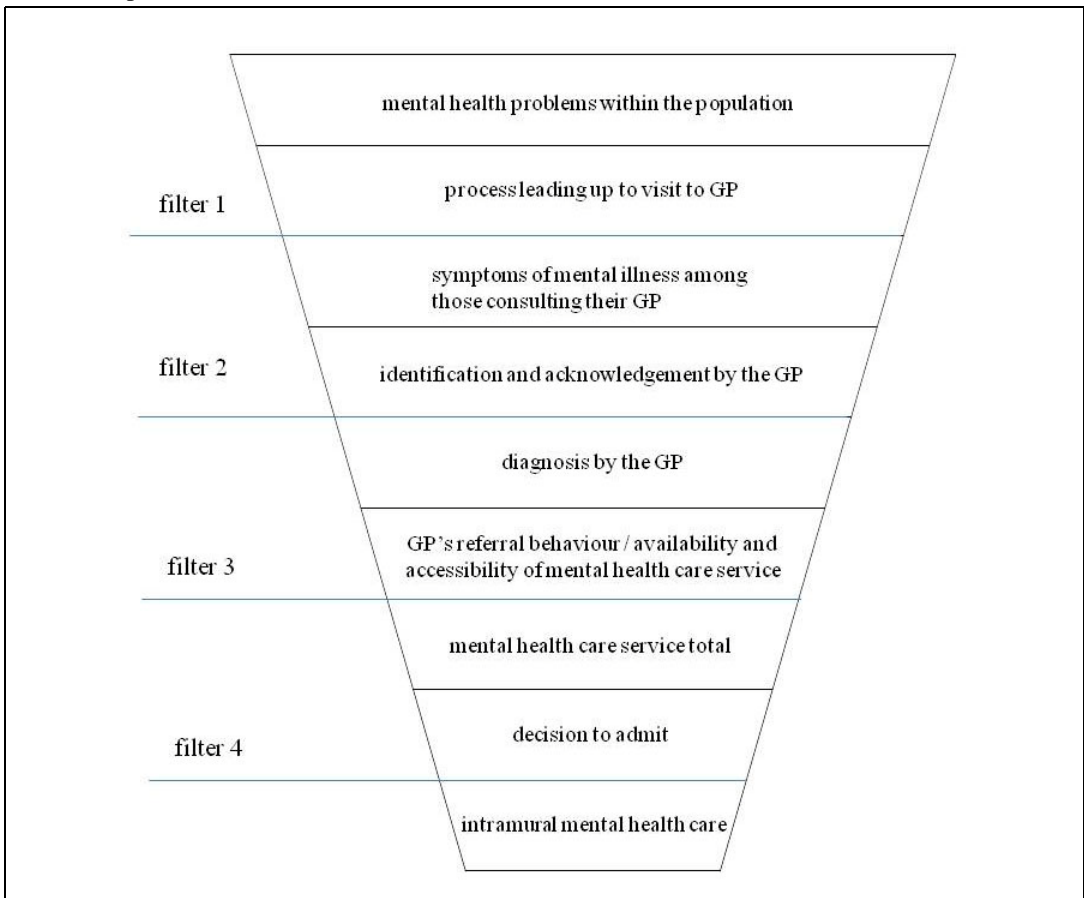 mental health problems within the population
process leading up to visit to GP
filter 1
symptoms of mental illness among
those consulting their GP
filter 2
identification and acknowledgement by the GP
diagnosis by the GP
GP's referral behaviour / availability and
accessibility of mental health care service
filter 3
mental health care service total
decision to admit
filter 4
intramural mental health care